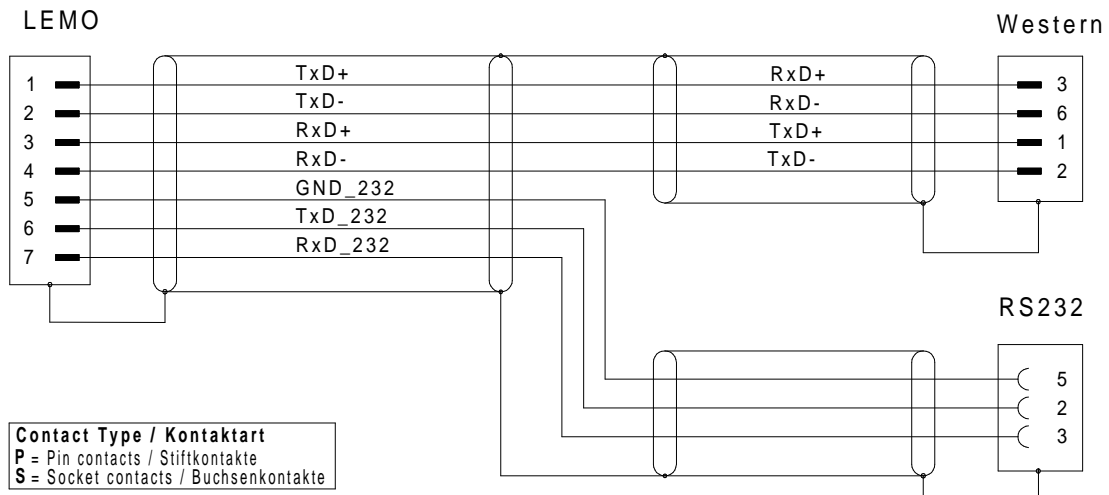 LEMO
Western
1
TxD+
RxD+
3
2
TxD-
RxD-
6
3
RxD+
TxD+
1
4
RxD-
TxD-
2
5
GND_232
6
TxD_232
7
RxD_232
RS232
5
2
3
Contact Type / Kontaktart
P = Pin contacts / Stiftkontakte
S = Socket contacts / Buchsenkontakte